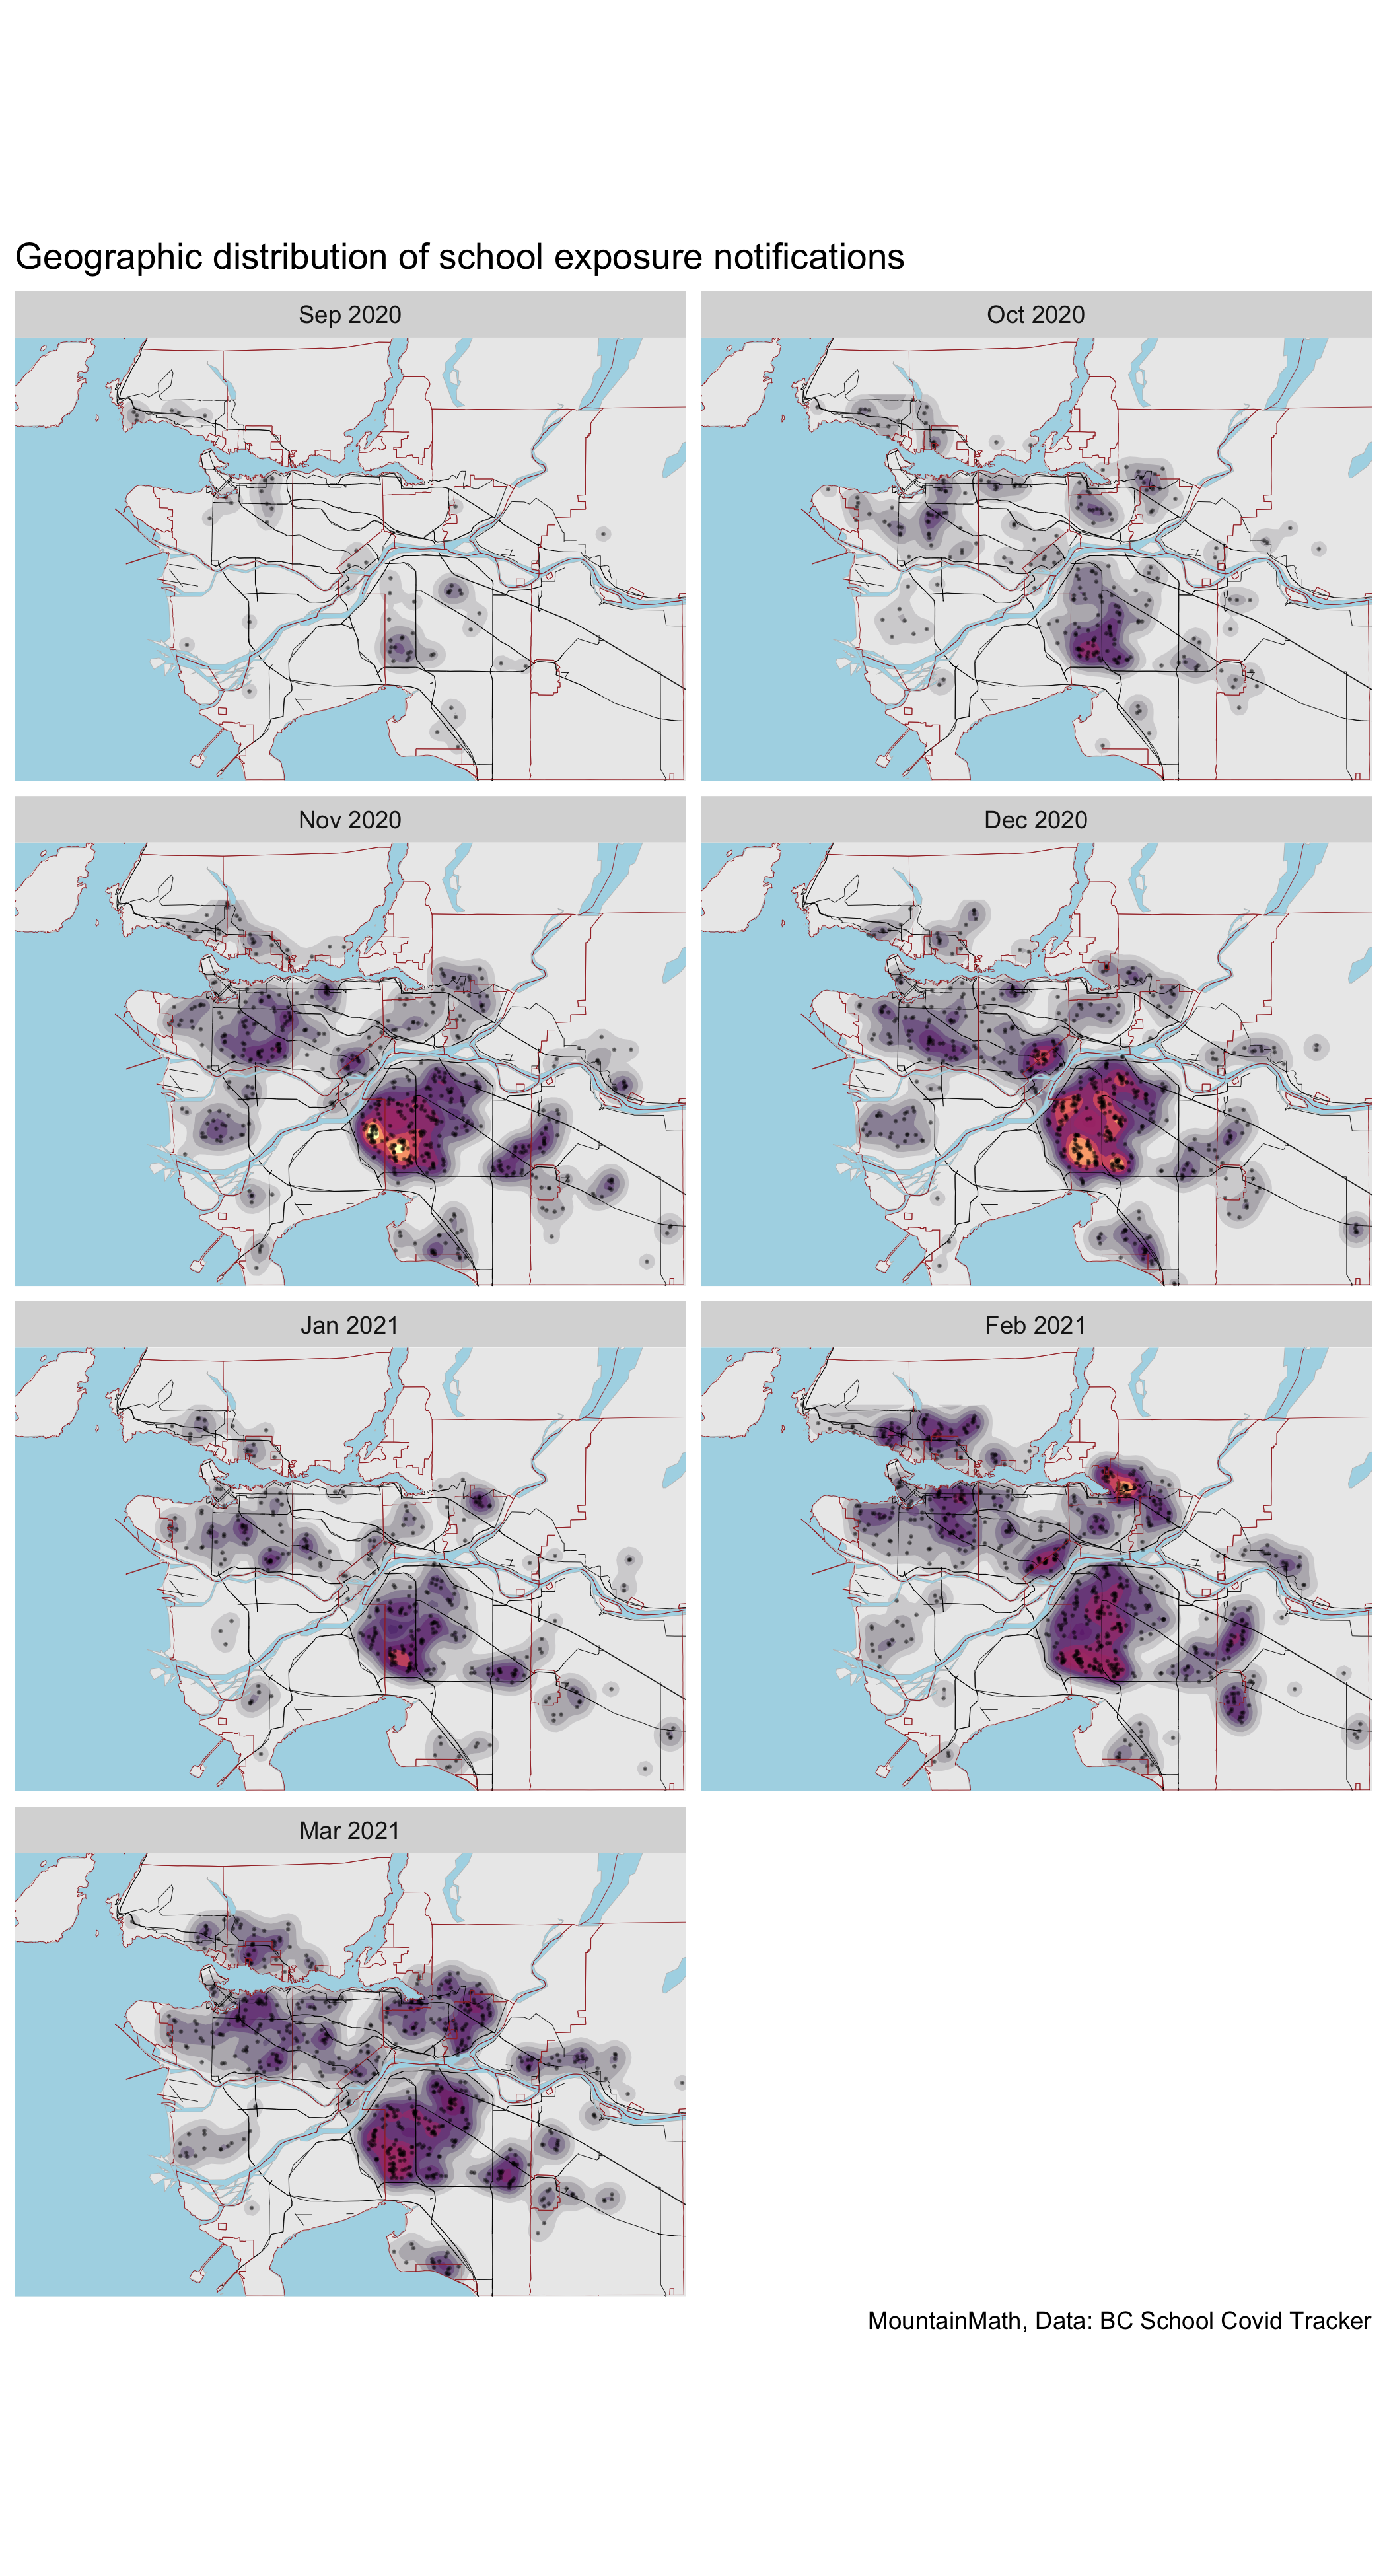 Geographic distribution of school exposure notifications
Sep 2020
Oct 2020
Nov 2020
Dec 2020
Jan 2021
Feb 2021
Mar 2021
MountainMath, Data: BC School Covid Tracker